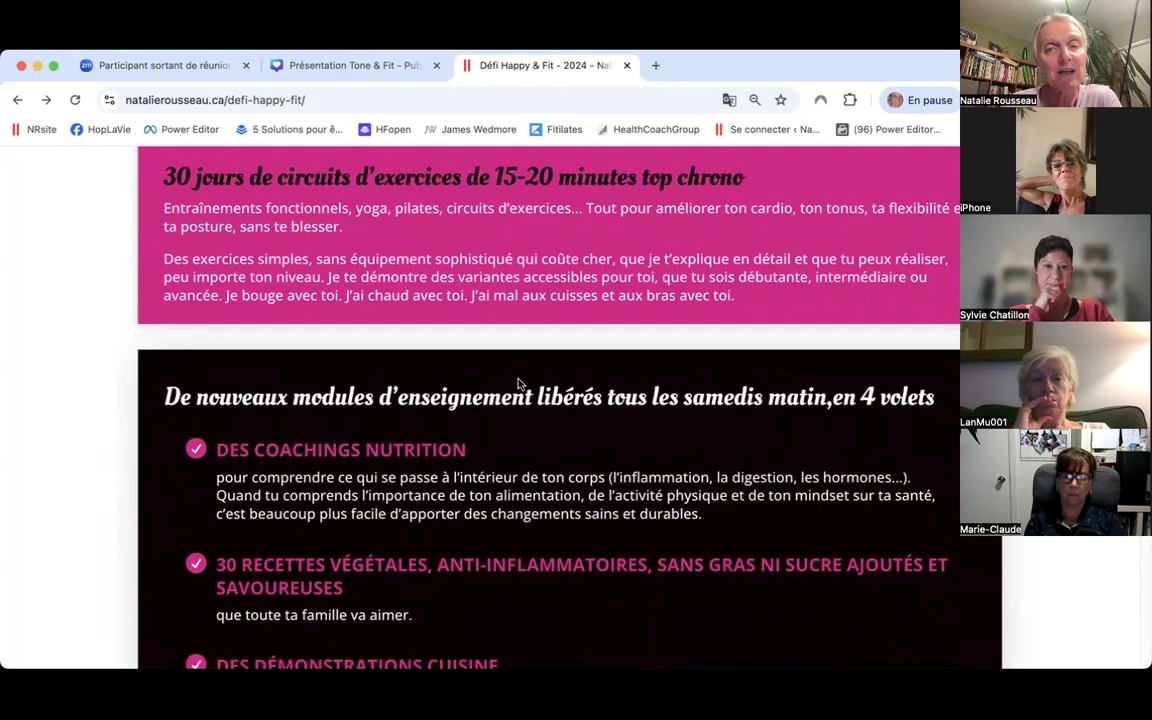 Participant sortant de réunio
Présentation Tone & Fit - Pub
Défi Happy & Fit - 2024 - Nat
natalierousseau.ca/defi-happy-fit/
En pause
NRsite
HopLaVie
Power Editor
5 Solutions pour ê...
HFopen
James Wedmore
Fitilates
HealthCoachGroup
Se connecter ‹ Na...
(96) Power Editor...
30 jours de circuits d'exercices de 15-20 minutes top chrono
Entraînements fonctionnels, yoga, pilates, circuits d'exercices... Tout pour améliorer ton cardio, ton tonus, ta flexibilité e
ta posture, sans te blesser.
Des exercices simples, sans équipement sophistiqué qui coûte cher, que je t'explique en détail et que tu peux réaliser,
peu importe ton niveau. Je te démontre des variantes accessibles pour toi, que tu sois débutante, intermédiaire ou
avancée. Je bouge avec toi. J'ai chaud avec toi. J'ai mal aux cuisses et aux bras avec toi.
De nouveaux modules d'enseignement libérés tous les samedis matin,en 4 volets
DES COACHINGS NUTRITION
pour comprendre ce qui se passe à l'intérieur de ton corps (l'inflammation, la digestion, les hormones...).
Quand tu comprends l'importance de ton alimentation, de l'activité physique et de ton mindset sur ta santé,
c'est beaucoup plus facile d'apporter des changements sains et durables.
30 RECETTES VÉGÉTALES, ANTI-INFLAMMATOIRES, SANS GRAS NI SUCRE AJOUTÉS ET
SAVOUREUSES
que toute ta famille va aimer.
DES DÉMONSTRATIONS CUISINE
Natalie Rousseau
iPhone
Sylvie Chatillon
LanMu001
Marie-Claude